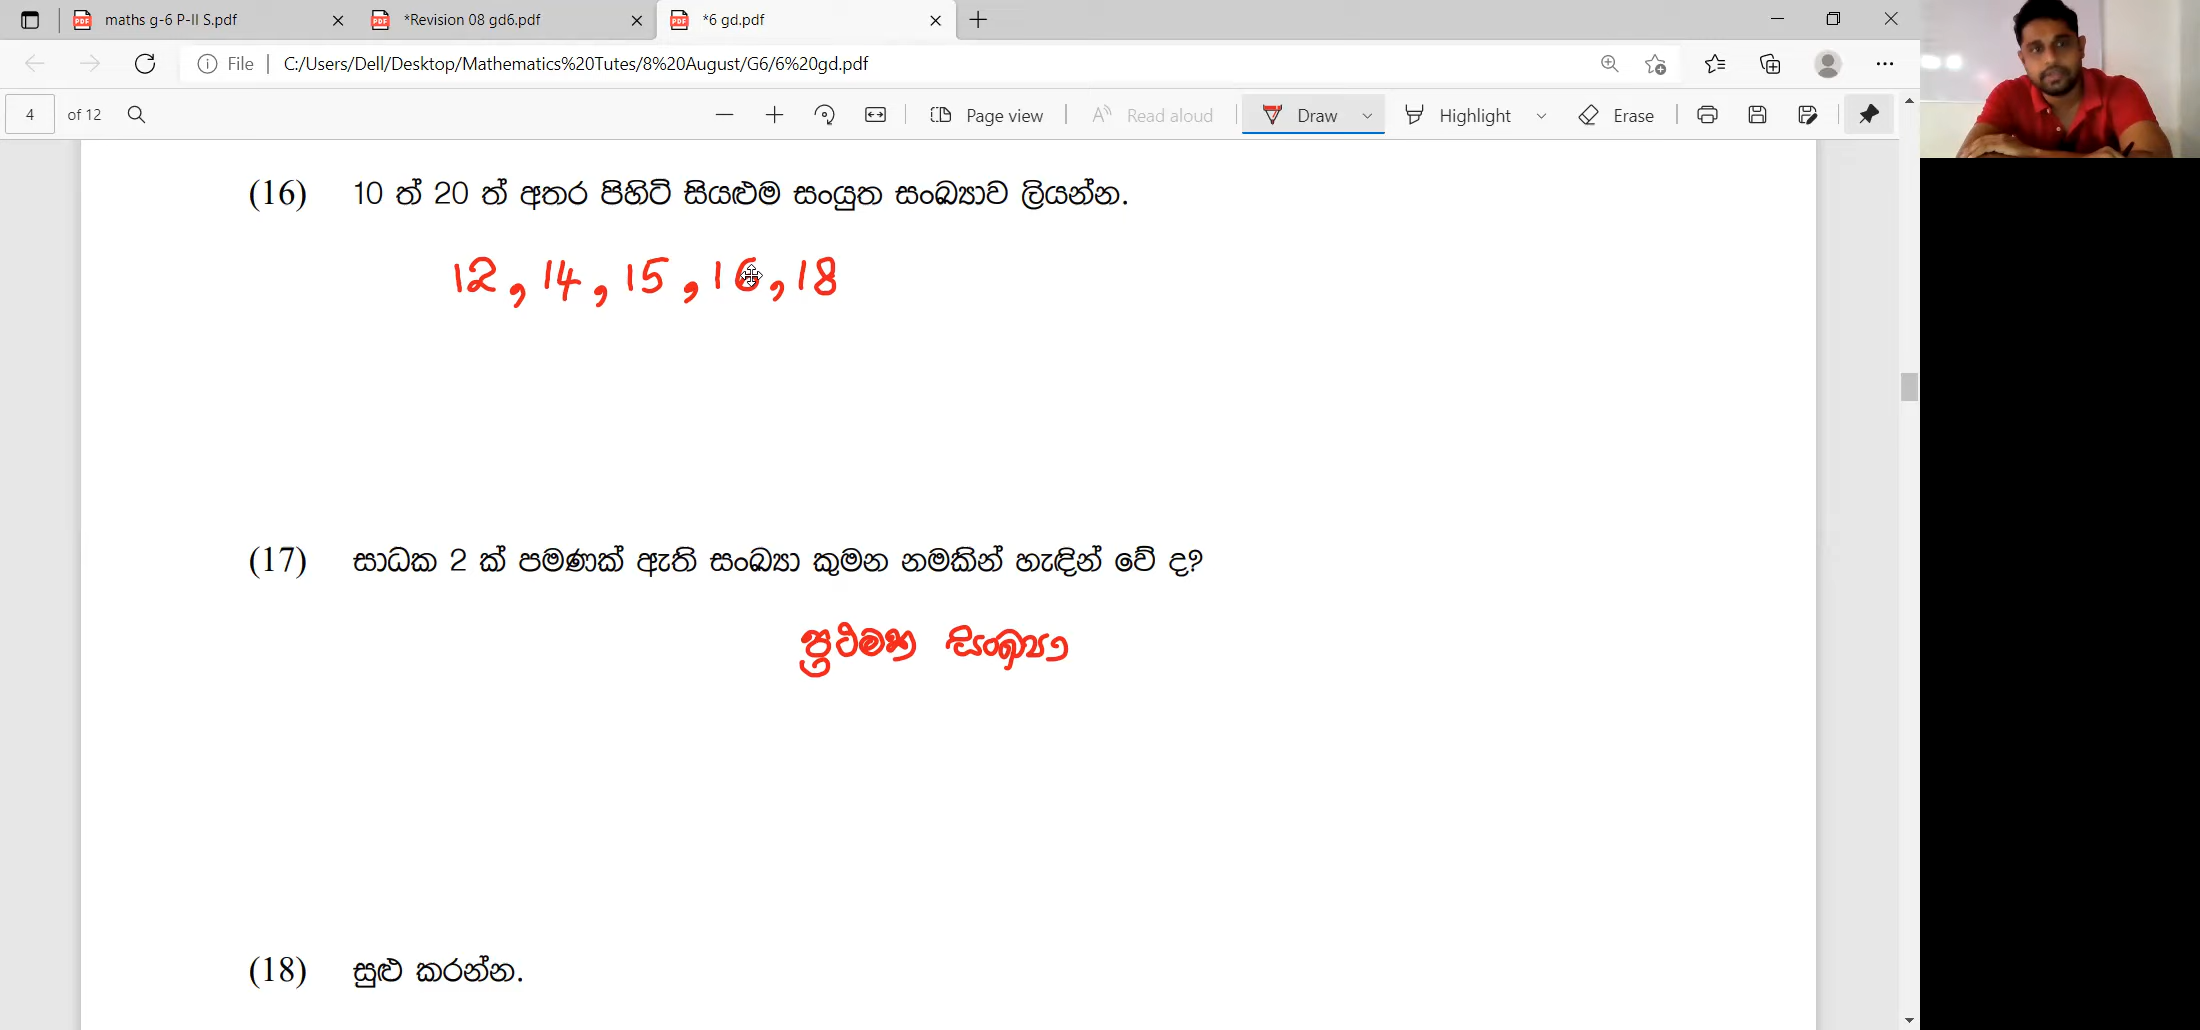 maths g-6 P-II S.pdf
*Revision 08 gd6.pdf
*6 gd.pdf
File
C:/Users/Dell/Desktop/Mathematics%20Tutes/8%20August/G6/6%20gd.pdf
4 of 12
Page view
Read aloud
Draw
Highlight
Erase
(16) 10 ත් 20 ත් අතර පිහිටි සියළුම සංයුත සංඛ්‍යාව ලියන්න.
12, 14, 15, 16, 18
(17) සාධක 2 ක් පමණක් ඇති සංඛ්‍යා කුමන නමකින් හැඳින් වේ ද?
ප්‍රථමක සංඛ්‍යා
(18) සුළු කරන්න.